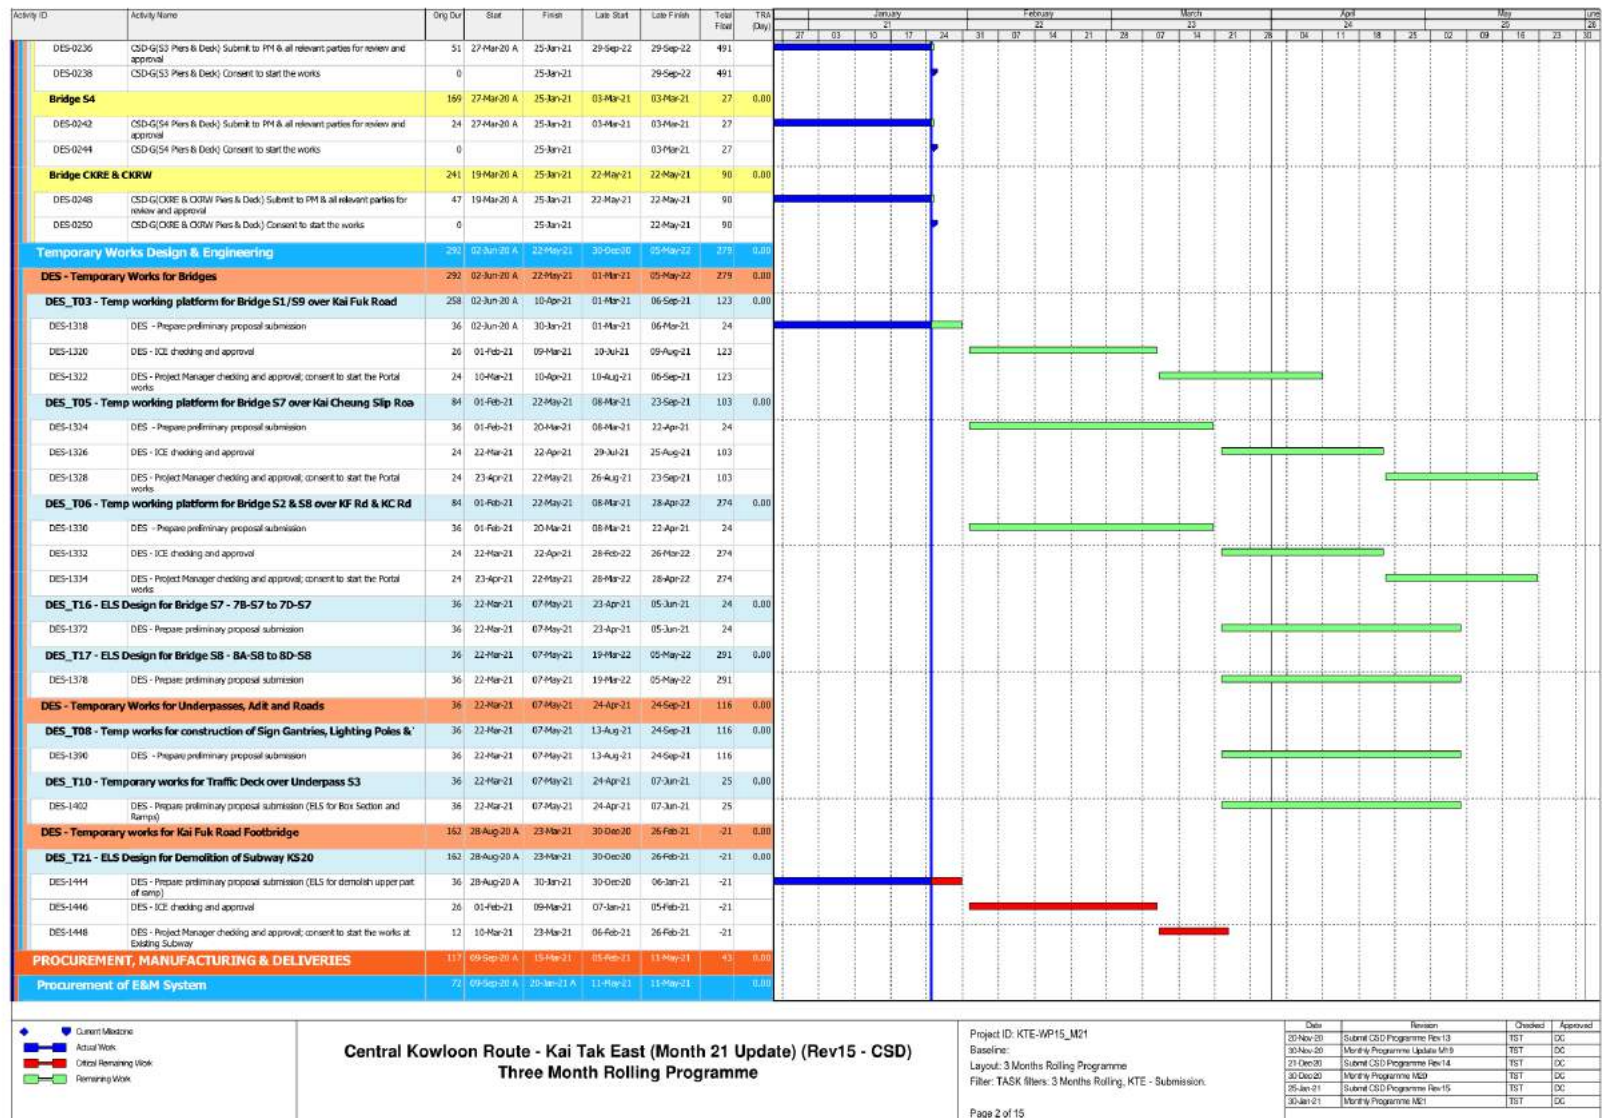 Activity ID Activity Name Orig Dur Start Finish Late Start Late Finish Total Float TRA (Day)
January February March April May June
21 22 23 24 25 26
27 03 10 17 24 31 07 14 21 28 07 14 21 28 04 11 18 25 02 09 16 23 30
DES-0236 CSD-G(S3 Piers & Deck) Submit to PM & all relevant parties for review and approval 51 27-Mar-20 A 25-Jan-21 29-Sep-22 29-Sep-22 491
DES-0238 CSD-G(S3 Piers & Deck) Consent to start the works 0 25-Jan-21 29-Sep-22 491
Bridge S4 169 27-Mar-20 A 25-Jan-21 03-Mar-21 03-Mar-21 27 0.00
DES-0242 CSD-G(S4 Piers & Deck) Submit to PM & all relevant parties for review and approval 24 27-Mar-20 A 25-Jan-21 03-Mar-21 03-Mar-21 27
DES-0244 CSD-G(S4 Piers & Deck) Consent to start the works 0 25-Jan-21 03-Mar-21 27
Bridge CKRE & CKRW 241 19-Mar-20 A 25-Jan-21 22-May-21 22-May-21 90 0.00
DES-0248 CSD-G(CKRE & CKRW Piers & Deck) Submit to PM & all relevant parties for review and approval 47 19-Mar-20 A 25-Jan-21 22-May-21 22-May-21 90
DES-0250 CSD-G(CKRE & CKRW Piers & Deck) Consent to start the works 0 25-Jan-21 22-May-21 90
Temporary Works Design & Engineering 292 02-Jun-20 A 22-May-21 30-Dec-20 05-May-22 279 0.00
DES - Temporary Works for Bridges 292 02-Jun-20 A 22-May-21 01-Mar-21 05-May-22 279 0.00
DES_T03 - Temp working platform for Bridge S1/S9 over Kai Fuk Road 258 02-Jun-20 A 10-Apr-21 01-Mar-21 06-Sep-21 123 0.00
DES-1318 DES - Prepare preliminary proposal submission 36 02-Jun-20 A 30-Jan-21 01-Mar-21 06-Mar-21 24
DES-1320 DES - ICE checking and approval 26 01-Feb-21 09-Mar-21 10-Jul-21 09-Aug-21 123
DES-1322 DES - Project Manager checking and approval; consent to start the Portal works 24 10-Mar-21 10-Apr-21 10-Aug-21 06-Sep-21 123
DES_T05 - Temp working platform for Bridge S7 over Kai Cheung Slip Roa 84 01-Feb-21 22-May-21 08-Mar-21 23-Sep-21 103 0.00
DES-1324 DES - Prepare preliminary proposal submission 36 01-Feb-21 20-Mar-21 08-Mar-21 22-Apr-21 24
DES-1326 DES - ICE checking and approval 24 22-Mar-21 22-Apr-21 29-Jul-21 25-Aug-21 103
DES-1328 DES - Project Manager checking and approval; consent to start the Portal works 24 23-Apr-21 22-May-21 26-Aug-21 23-Sep-21 103
DES_T06 - Temp working platform for Bridge S2 & S8 over KF Rd & KC Rd 84 01-Feb-21 22-May-21 08-Mar-21 28-Apr-22 274 0.00
DES-1330 DES - Prepare preliminary proposal submission 36 01-Feb-21 20-Mar-21 08-Mar-21 22-Apr-21 24
DES-1332 DES - ICE checking and approval 24 22-Mar-21 22-Apr-21 28-Feb-22 26-Mar-22 274
DES-1334 DES - Project Manager checking and approval; consent to start the Portal works 24 23-Apr-21 22-May-21 28-Mar-22 28-Apr-22 274
DES_T16 - ELS Design for Bridge S7 - 7B-S7 to 7D-S7 36 22-Mar-21 07-May-21 23-Apr-21 05-Jun-21 24 0.00
DES-1372 DES - Prepare preliminary proposal submission 36 22-Mar-21 07-May-21 23-Apr-21 05-Jun-21 24
DES_T17 - ELS Design for Bridge S8 - 8A-S8 to 8D-S8 36 22-Mar-21 07-May-21 19-Mar-22 05-May-22 291 0.00
DES-1378 DES - Prepare preliminary proposal submission 36 22-Mar-21 07-May-21 19-Mar-22 05-May-22 291
DES - Temporary Works for Underpasses, Adit and Roads 36 22-Mar-21 07-May-21 24-Apr-21 24-Sep-21 116 0.00
DES_T08 - Temp works for construction of Sign Gantries, Lighting Poles &' 36 22-Mar-21 07-May-21 13-Aug-21 24-Sep-21 116 0.00
DES-1390 DES - Prepare preliminary proposal submission 36 22-Mar-21 07-May-21 13-Aug-21 24-Sep-21 116
DES_T10 - Temporary works for Traffic Deck over Underpass S3 36 22-Mar-21 07-May-21 24-Apr-21 07-Jun-21 25 0.00
DES-1402 DES - Prepare preliminary proposal submission (ELS for Box Section and Ramps) 36 22-Mar-21 07-May-21 24-Apr-21 07-Jun-21 25
DES - Temporary works for Kai Fuk Road Footbridge 162 28-Aug-20 A 23-Mar-21 30-Dec-20 26-Feb-21 -21 0.00
DES_T21 - ELS Design for Demolition of Subway KS20 162 28-Aug-20 A 23-Mar-21 30-Dec-20 26-Feb-21 -21 0.00
DES-1444 DES - Prepare preliminary proposal submission (ELS for demolish upper part of ramp) 36 28-Aug-20 A 30-Jan-21 30-Dec-20 06-Jan-21 -21
DES-1446 DES - ICE checking and approval 26 01-Feb-21 09-Mar-21 07-Jan-21 05-Feb-21 -21
DES-1448 DES - Project Manager checking and approval; consent to start the works at Existing Subway 12 10-Mar-21 23-Mar-21 06-Feb-21 26-Feb-21 -21
PROCUREMENT, MANUFACTURING & DELIVERIES 117 09-Sep-20 A 15-Mar-21 05-Feb-21 11-May-21 43 0.00
Procurement of E&M System 72 09-Sep-20 A 20-Jan-21 A 11-May-21 11-May-21 0.00
Current Milestone
Actual Work
Critical Remaining Work
Remaining Work
Central Kowloon Route - Kai Tak East (Month 21 Update) (Rev15 - CSD)
Three Month Rolling Programme
Project ID: KTE-WP15_M21
Baseline:
Layout: 3 Months Rolling Programme
Filter: TASK filters: 3 Months Rolling, KTE - Submission.
Page 2 of 15
Date Revision Checked Approved
20-Nov-20 Submit CSD Programme Rev13 TST DC
30-Nov-20 Monthly Programme Update M19 TST DC
21-Dec-20 Submit CSD Programme Rev14 TST DC
30-Dec-20 Monthly Programme M20 TST DC
25-Jan-21 Submit CSD Programme Rev15 TST DC
30-Jan-21 Monthly Programme M21 TST DC